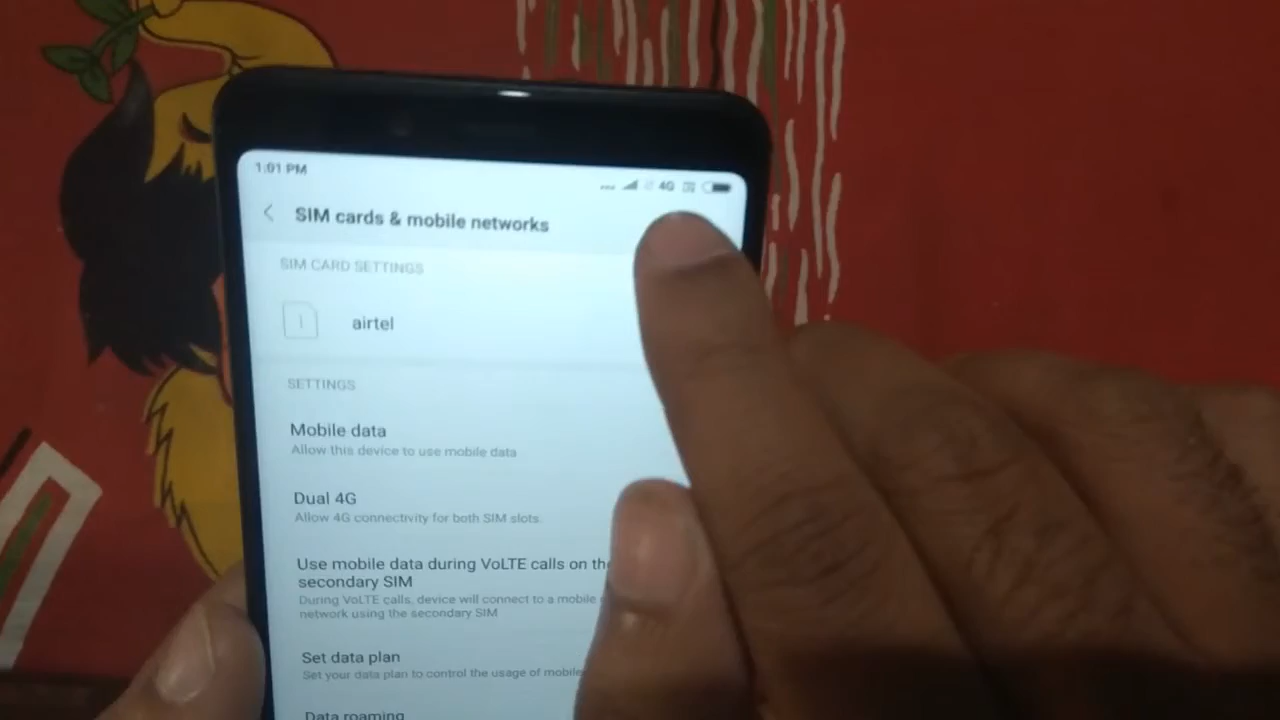 1:01 PM
4G
SIM cards & mobile networks
SIM CARD SETTINGS
1
airtel
SETTINGS
Mobile data
Allow this device to use mobile data
Dual 4G
Allow 4G connectivity for both SIM slots.
Use mobile data during VoLTE calls on the
secondary SIM
During VoLTE calls, device will connect to a mobile
network using the secondary SIM
Set data plan
Set your data plan to control the usage of mobile
Data roaming